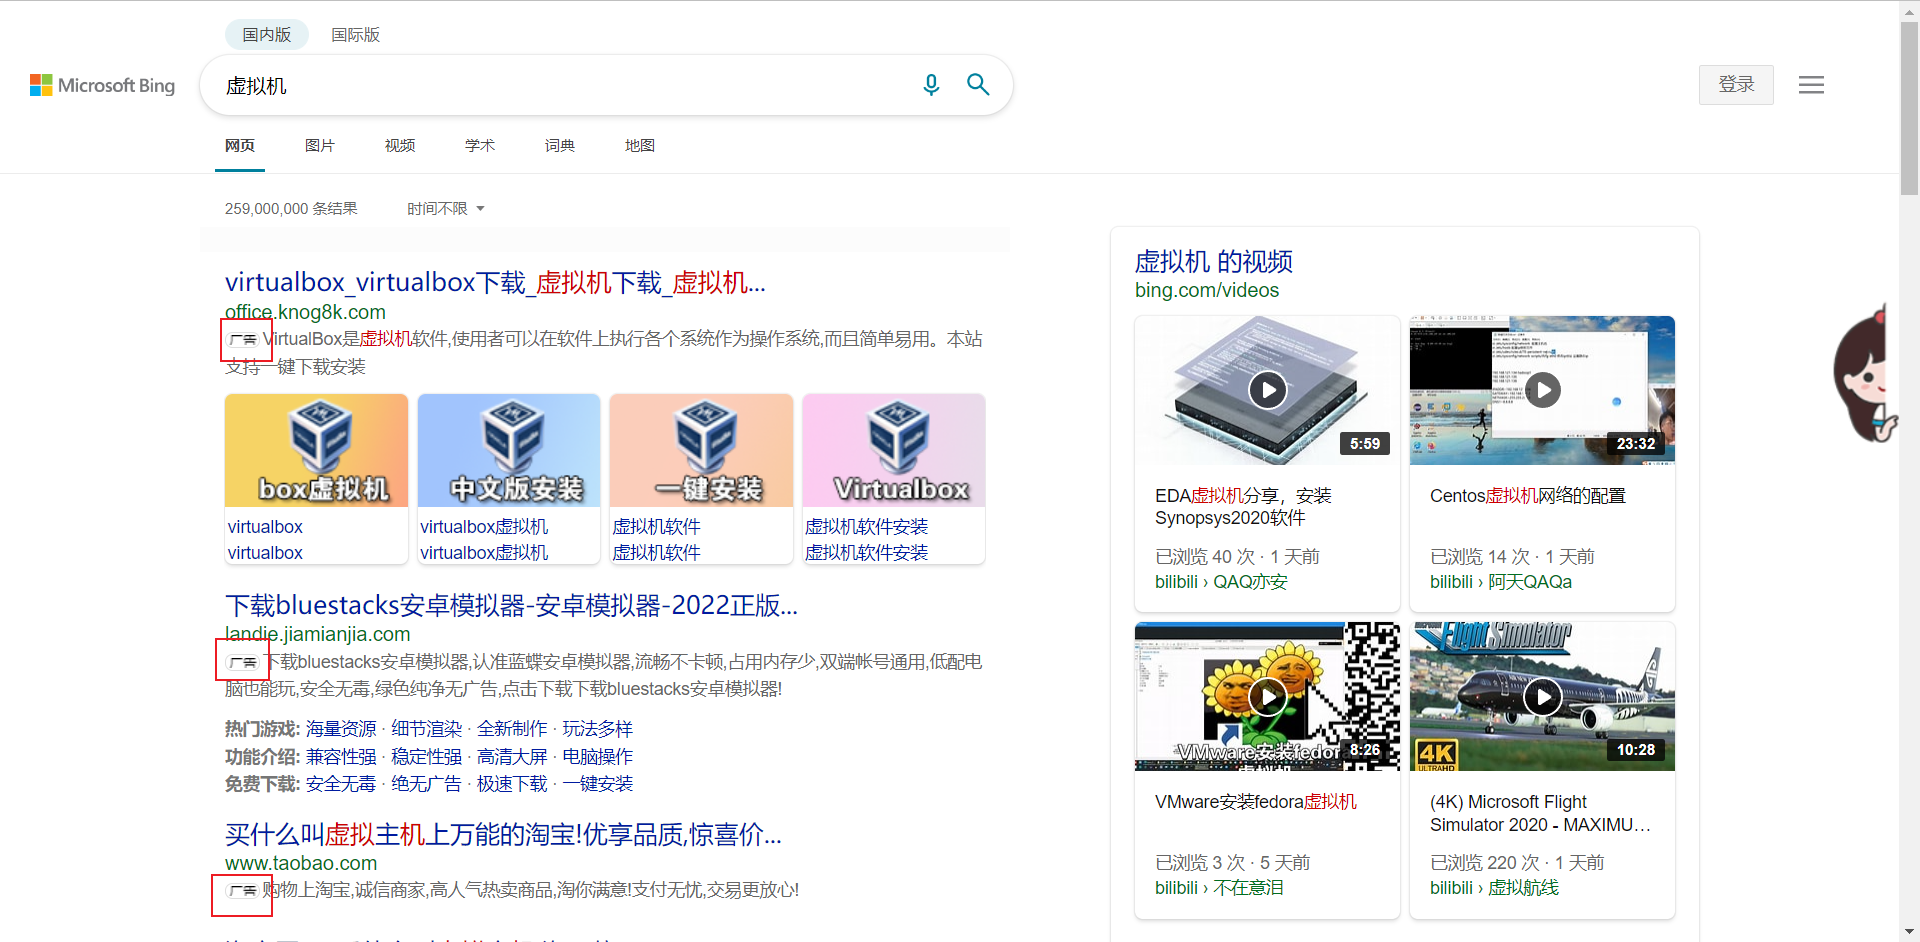 国内版 国际版
Microsoft Bing
虚拟机
登录
网页 图片 视频 学术 词典 地图
259,000,000 条结果 时间不限
virtualbox_virtualbox下载_虚拟机下载_虚拟机...
office.knog8k.com
广告 VirtualBox是虚拟机软件,使用者可以在软件上执行各个系统作为操作系统,而且简单易用。本站
支持一键下载安装
box虚拟机
virtualbox
virtualbox
中文版安装
virtualbox虚拟机
virtualbox虚拟机
一键安装
虚拟机软件
虚拟机软件
Virtualbox
虚拟机软件安装
虚拟机软件安装
下载bluestacks安卓模拟器-安卓模拟器-2022正版...
landie.jiamianjia.com
广告 下载bluestacks安卓模拟器,认准蓝蝶安卓模拟器,流畅不卡顿,占用内存少,双端帐号通用,低配电
脑也能玩,安全无毒,绿色纯净无广告,点击下载下载bluestacks安卓模拟器!
热门游戏: 海量资源 · 细节渲染 · 全新制作 · 玩法多样
功能介绍: 兼容性强 · 稳定性强 · 高清大屏 · 电脑操作
免费下载: 安全无毒 · 绝无广告 · 极速下载 · 一键安装
买什么叫虚拟主机上万能的淘宝!优享品质,惊喜价...
www.taobao.com
广告 购物上淘宝,诚信商家,高人气热卖商品,淘你满意!支付无忧,交易更放心!
虚拟机 的视频
bing.com/videos
5:59
EDA虚拟机分享，安装
Synopsys2020软件
已浏览 40 次 · 1 天前
bilibili › QAQ亦安
23:32
Centos虚拟机网络的配置
已浏览 14 次 · 1 天前
bilibili › 阿天QAQa
VMware安装fedora
虚拟机
8:26
VMware安装fedora虚拟机
已浏览 3 次 · 5 天前
bilibili › 不在意泪
Flight Simulator
4K
ULTRAHD
10:28
(4K) Microsoft Flight
Simulator 2020 - MAXIMU...
已浏览 220 次 · 1 天前
bilibili › 虚拟航线